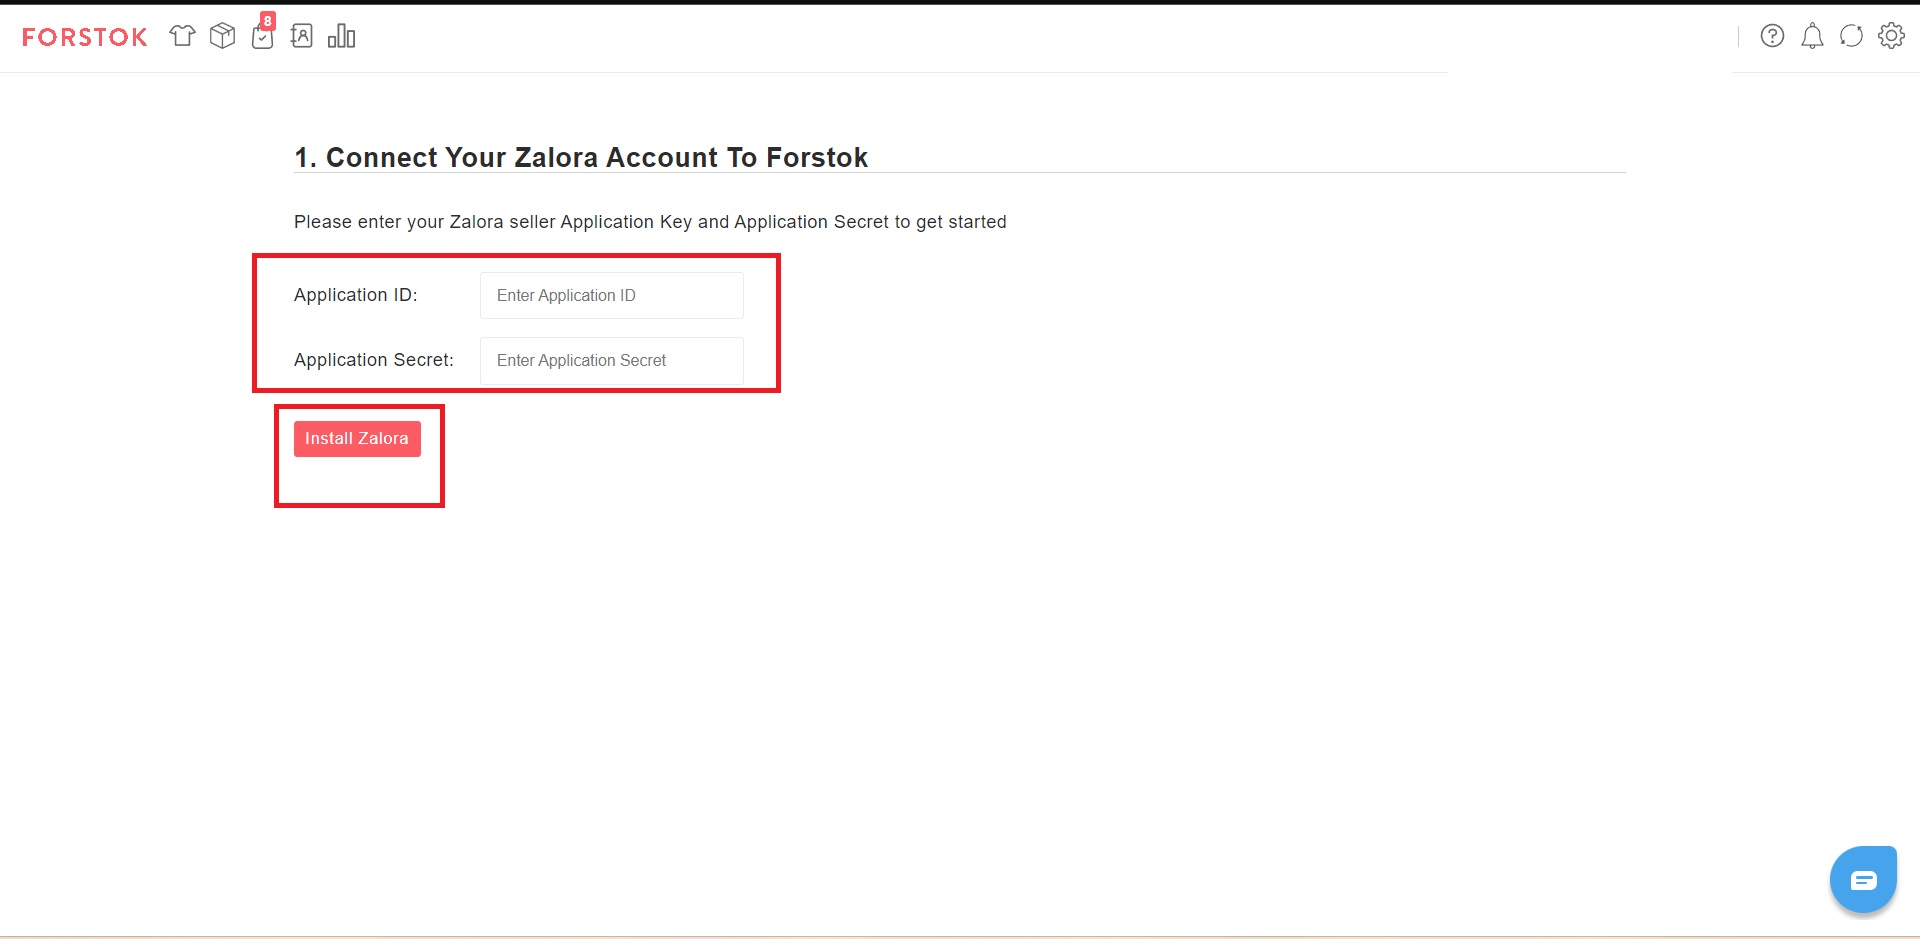 FORSTOK
8
1. Connect Your Zalora Account To Forstok
Please enter your Zalora seller Application Key and Application Secret to get started
Application ID: Enter Application ID
Application Secret: Enter Application Secret
Install Zalora